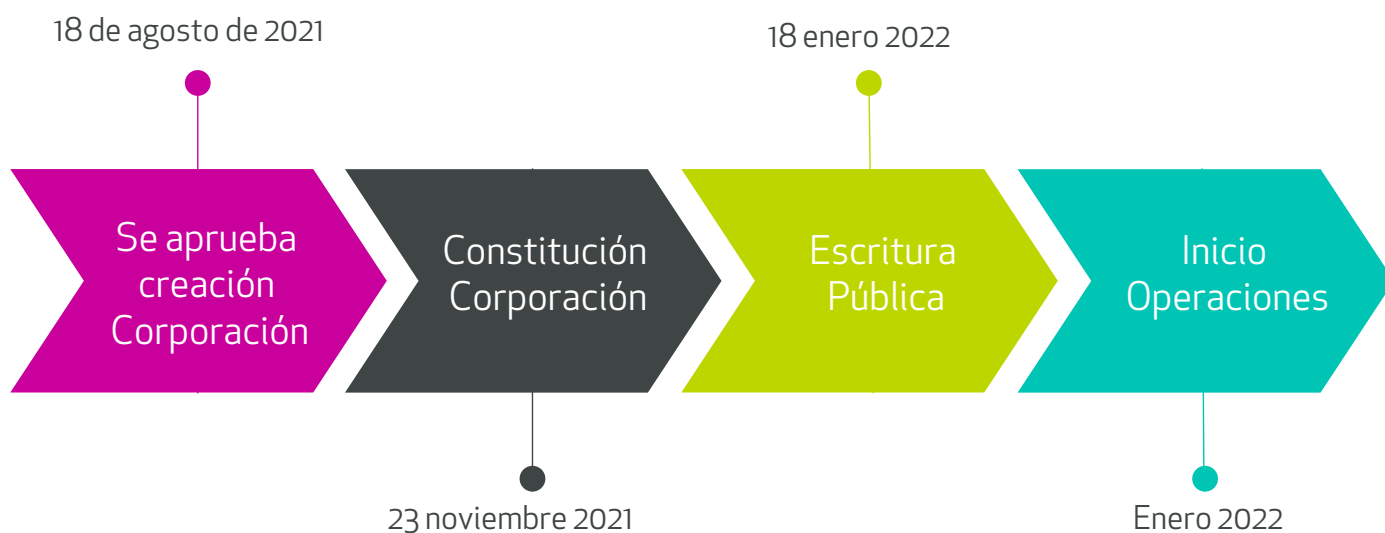 18 de agosto de 2021
18 enero 2022
Se aprueba
creación
Corporación
Constitución
Corporación
Escritura
Pública
Inicio
Operaciones
23 noviembre 2021
Enero 2022